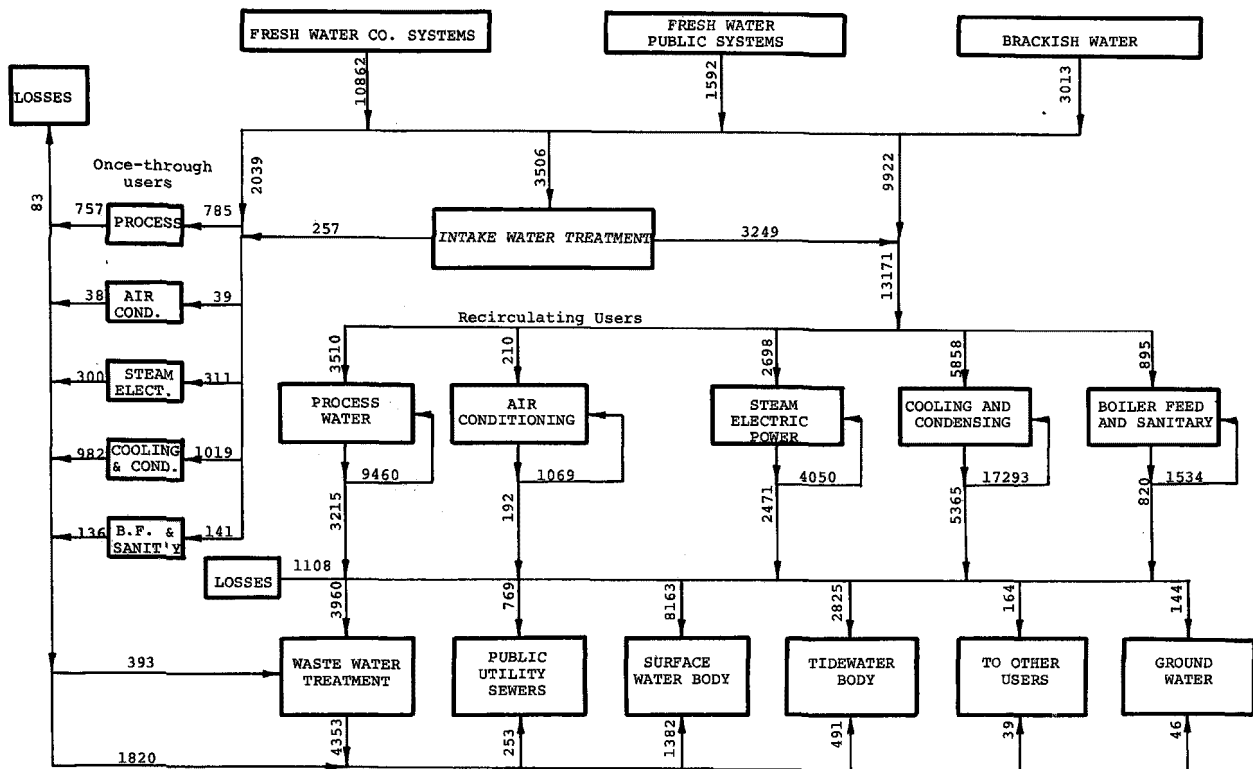 FRESH WATER CO. SYSTEMS
FRESH WATER
PUBLIC SYSTEMS
BRACKISH WATER
LOSSES
10862
1592
3013
Once-through
users
83
2039
3506
9922
757
PROCESS
785
257
INTAKE WATER TREATMENT
3249
13171
38
AIR
COND.
39
Recirculating Users
300
STEAM
ELECT.
311
3510
210
2698
5858
895
PROCESS
WATER
AIR
CONDITIONING
STEAM
ELECTRIC
POWER
COOLING AND
CONDENSING
BOILER FEED
AND SANITARY
982
COOLING
& COND.
1019
9460
1069
4050
17293
1534
3215
192
2471
5365
820
136
B.F. &
SANIT'Y
141
LOSSES
1108
3960
769
8163
2825
164
144
393
WASTE WATER
TREATMENT
PUBLIC
UTILITY
SEWERS
SURFACE
WATER BODY
TIDEWATER
BODY
TO OTHER
USERS
GROUND
WATER
4353
253
1382
491
39
46
1820